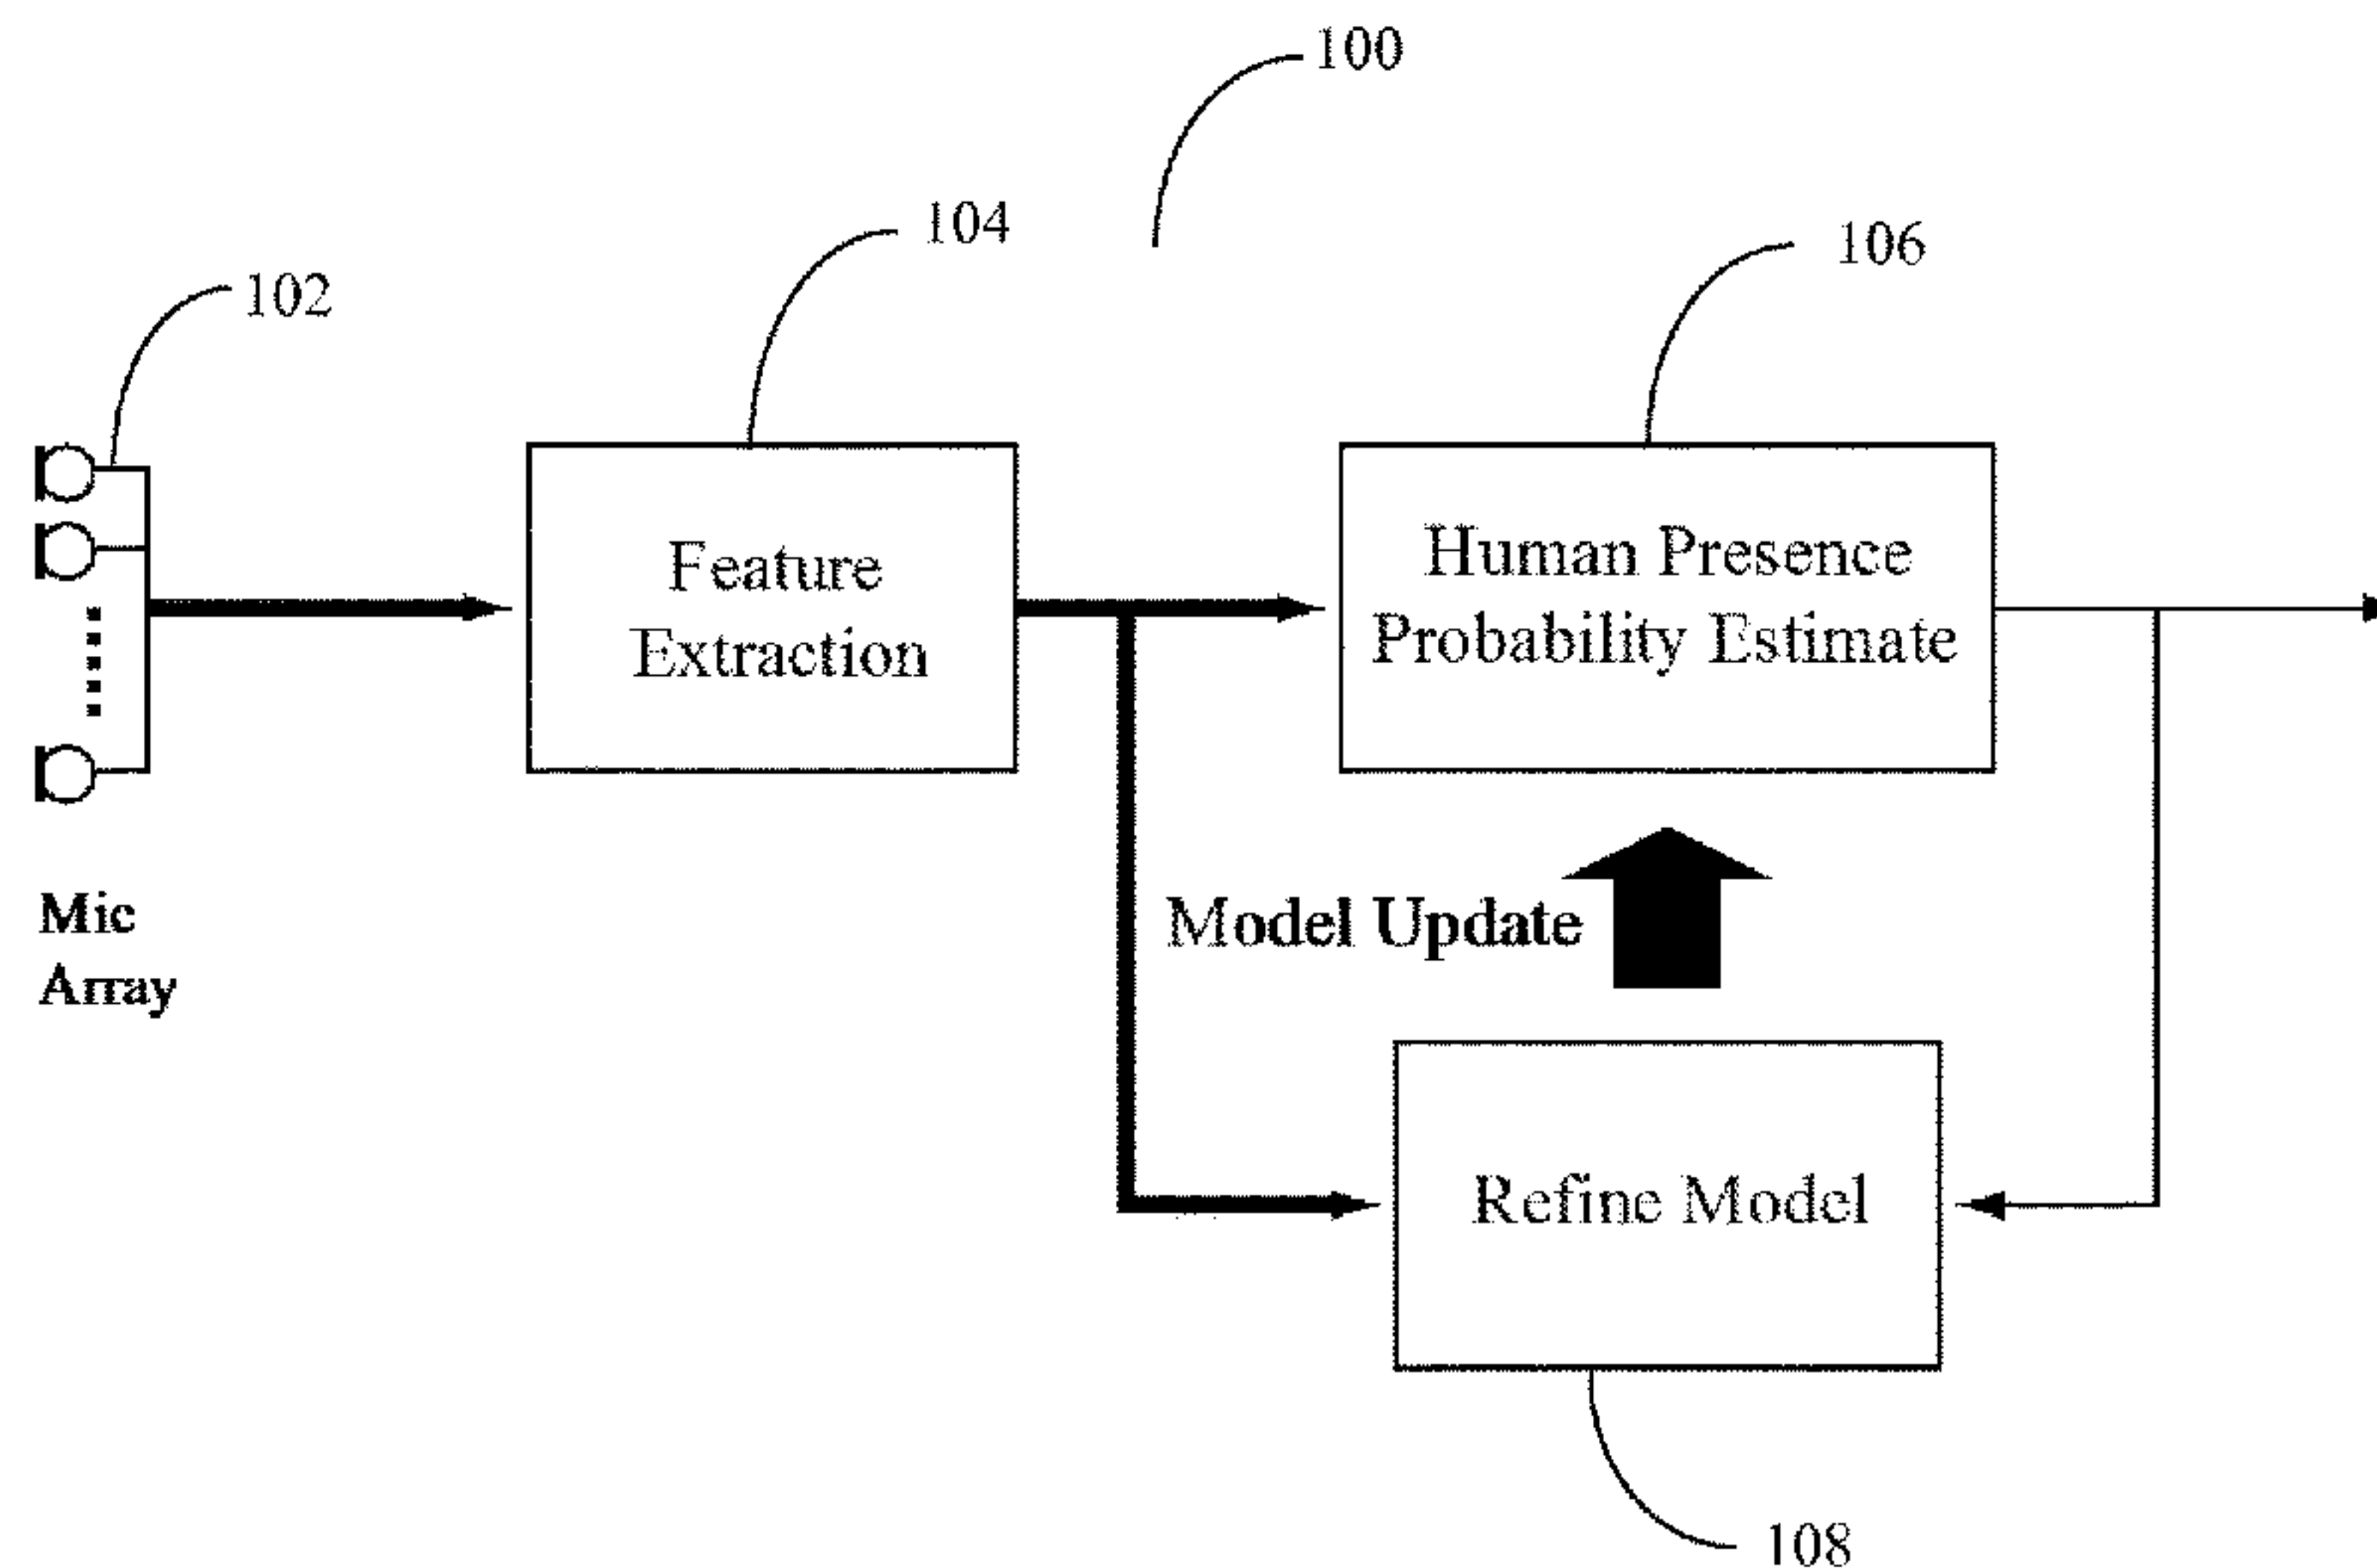 100
104
106
102
Feature
Extraction
Human Presence
Probability Estimate
Mic
Array
Model Update
Refine Model
108